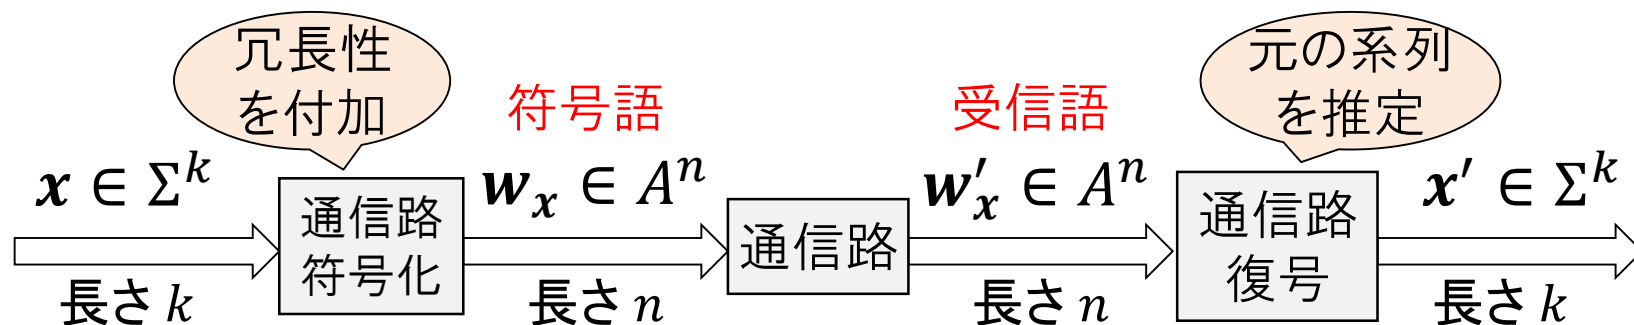 冗長性
を付加
元の系列
を推定
符号語
受信語
𝒙 ∈ Σ^k
𝒘_𝒙 ∈ A^n
𝒘′_𝒙 ∈ A^n
𝒙′ ∈ Σ^k
通信路
符号化
通信路
通信路
復号
長さ k
長さ n
長さ n
長さ k